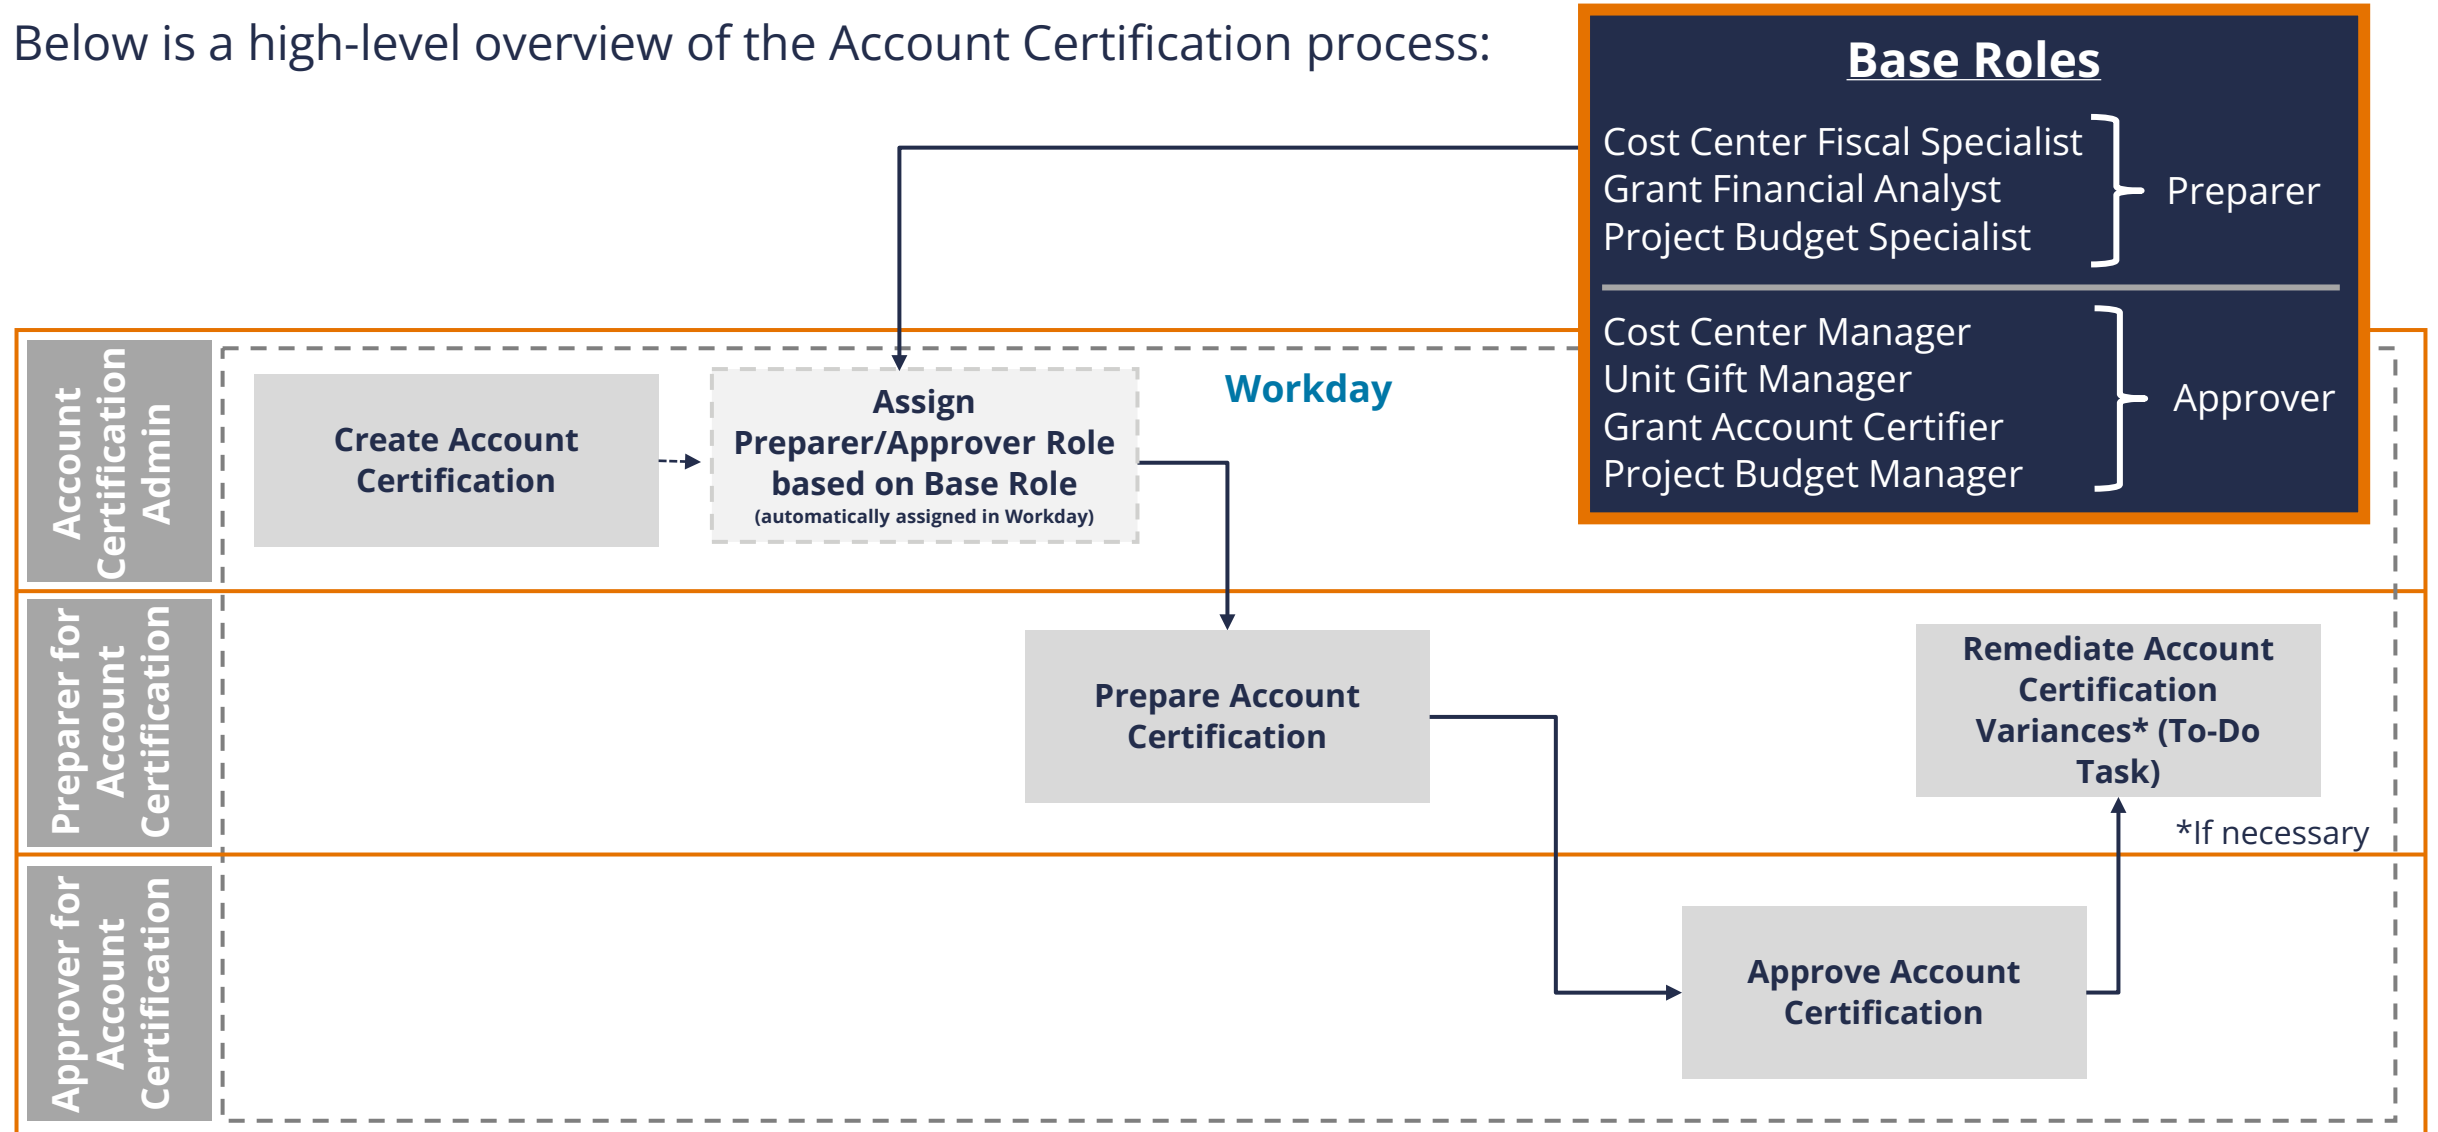 Below is a high-level overview of the Account Certification process:
Base Roles
Cost Center Fiscal Specialist
Grant Financial Analyst
Project Budget Specialist
Preparer
Cost Center Manager
Unit Gift Manager
Grant Account Certifier
Project Budget Manager
Approver
Account
Certification
Admin
Create Account
Certification
Assign
Preparer/Approver Role
based on Base Role
(automatically assigned in Workday)
Workday
Preparer for
Account
Certification
Prepare Account
Certification
Remediate Account
Certification
Variances* (To-Do
Task)
*If necessary
Approver for
Account
Certification
Approve Account
Certification